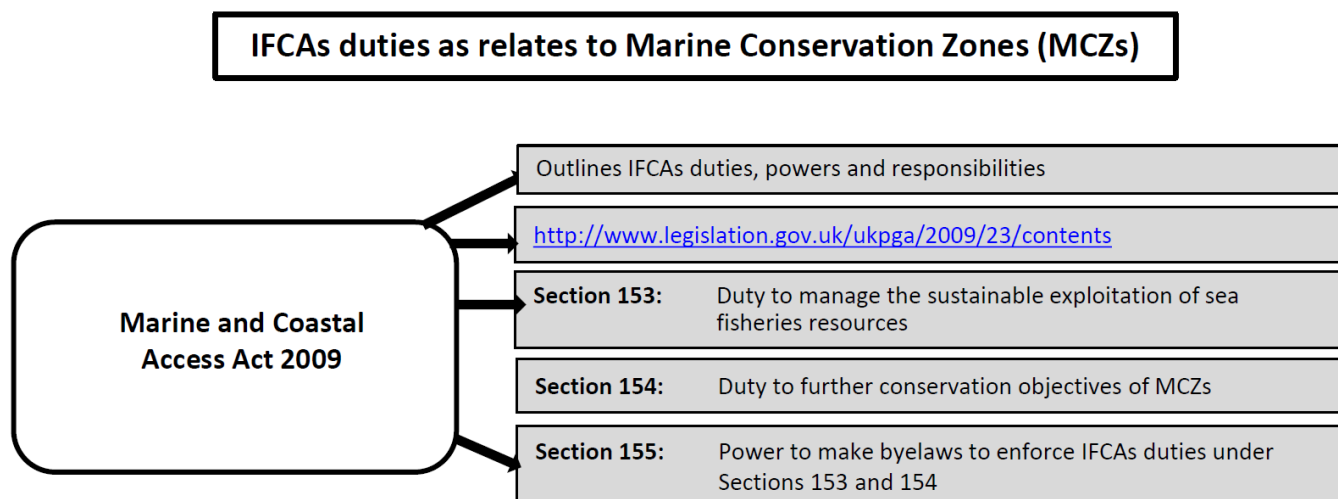 IFCAs duties as relates to Marine Conservation Zones (MCZs)
Outlines IFCAs duties, powers and responsibilities
http://www.legislation.gov.uk/ukpga/2009/23/contents
Marine and Coastal
Access Act 2009
Section 153: Duty to manage the sustainable exploitation of sea
fisheries resources
Section 154: Duty to further conservation objectives of MCZs
Section 155: Power to make byelaws to enforce IFCAs duties under
Sections 153 and 154